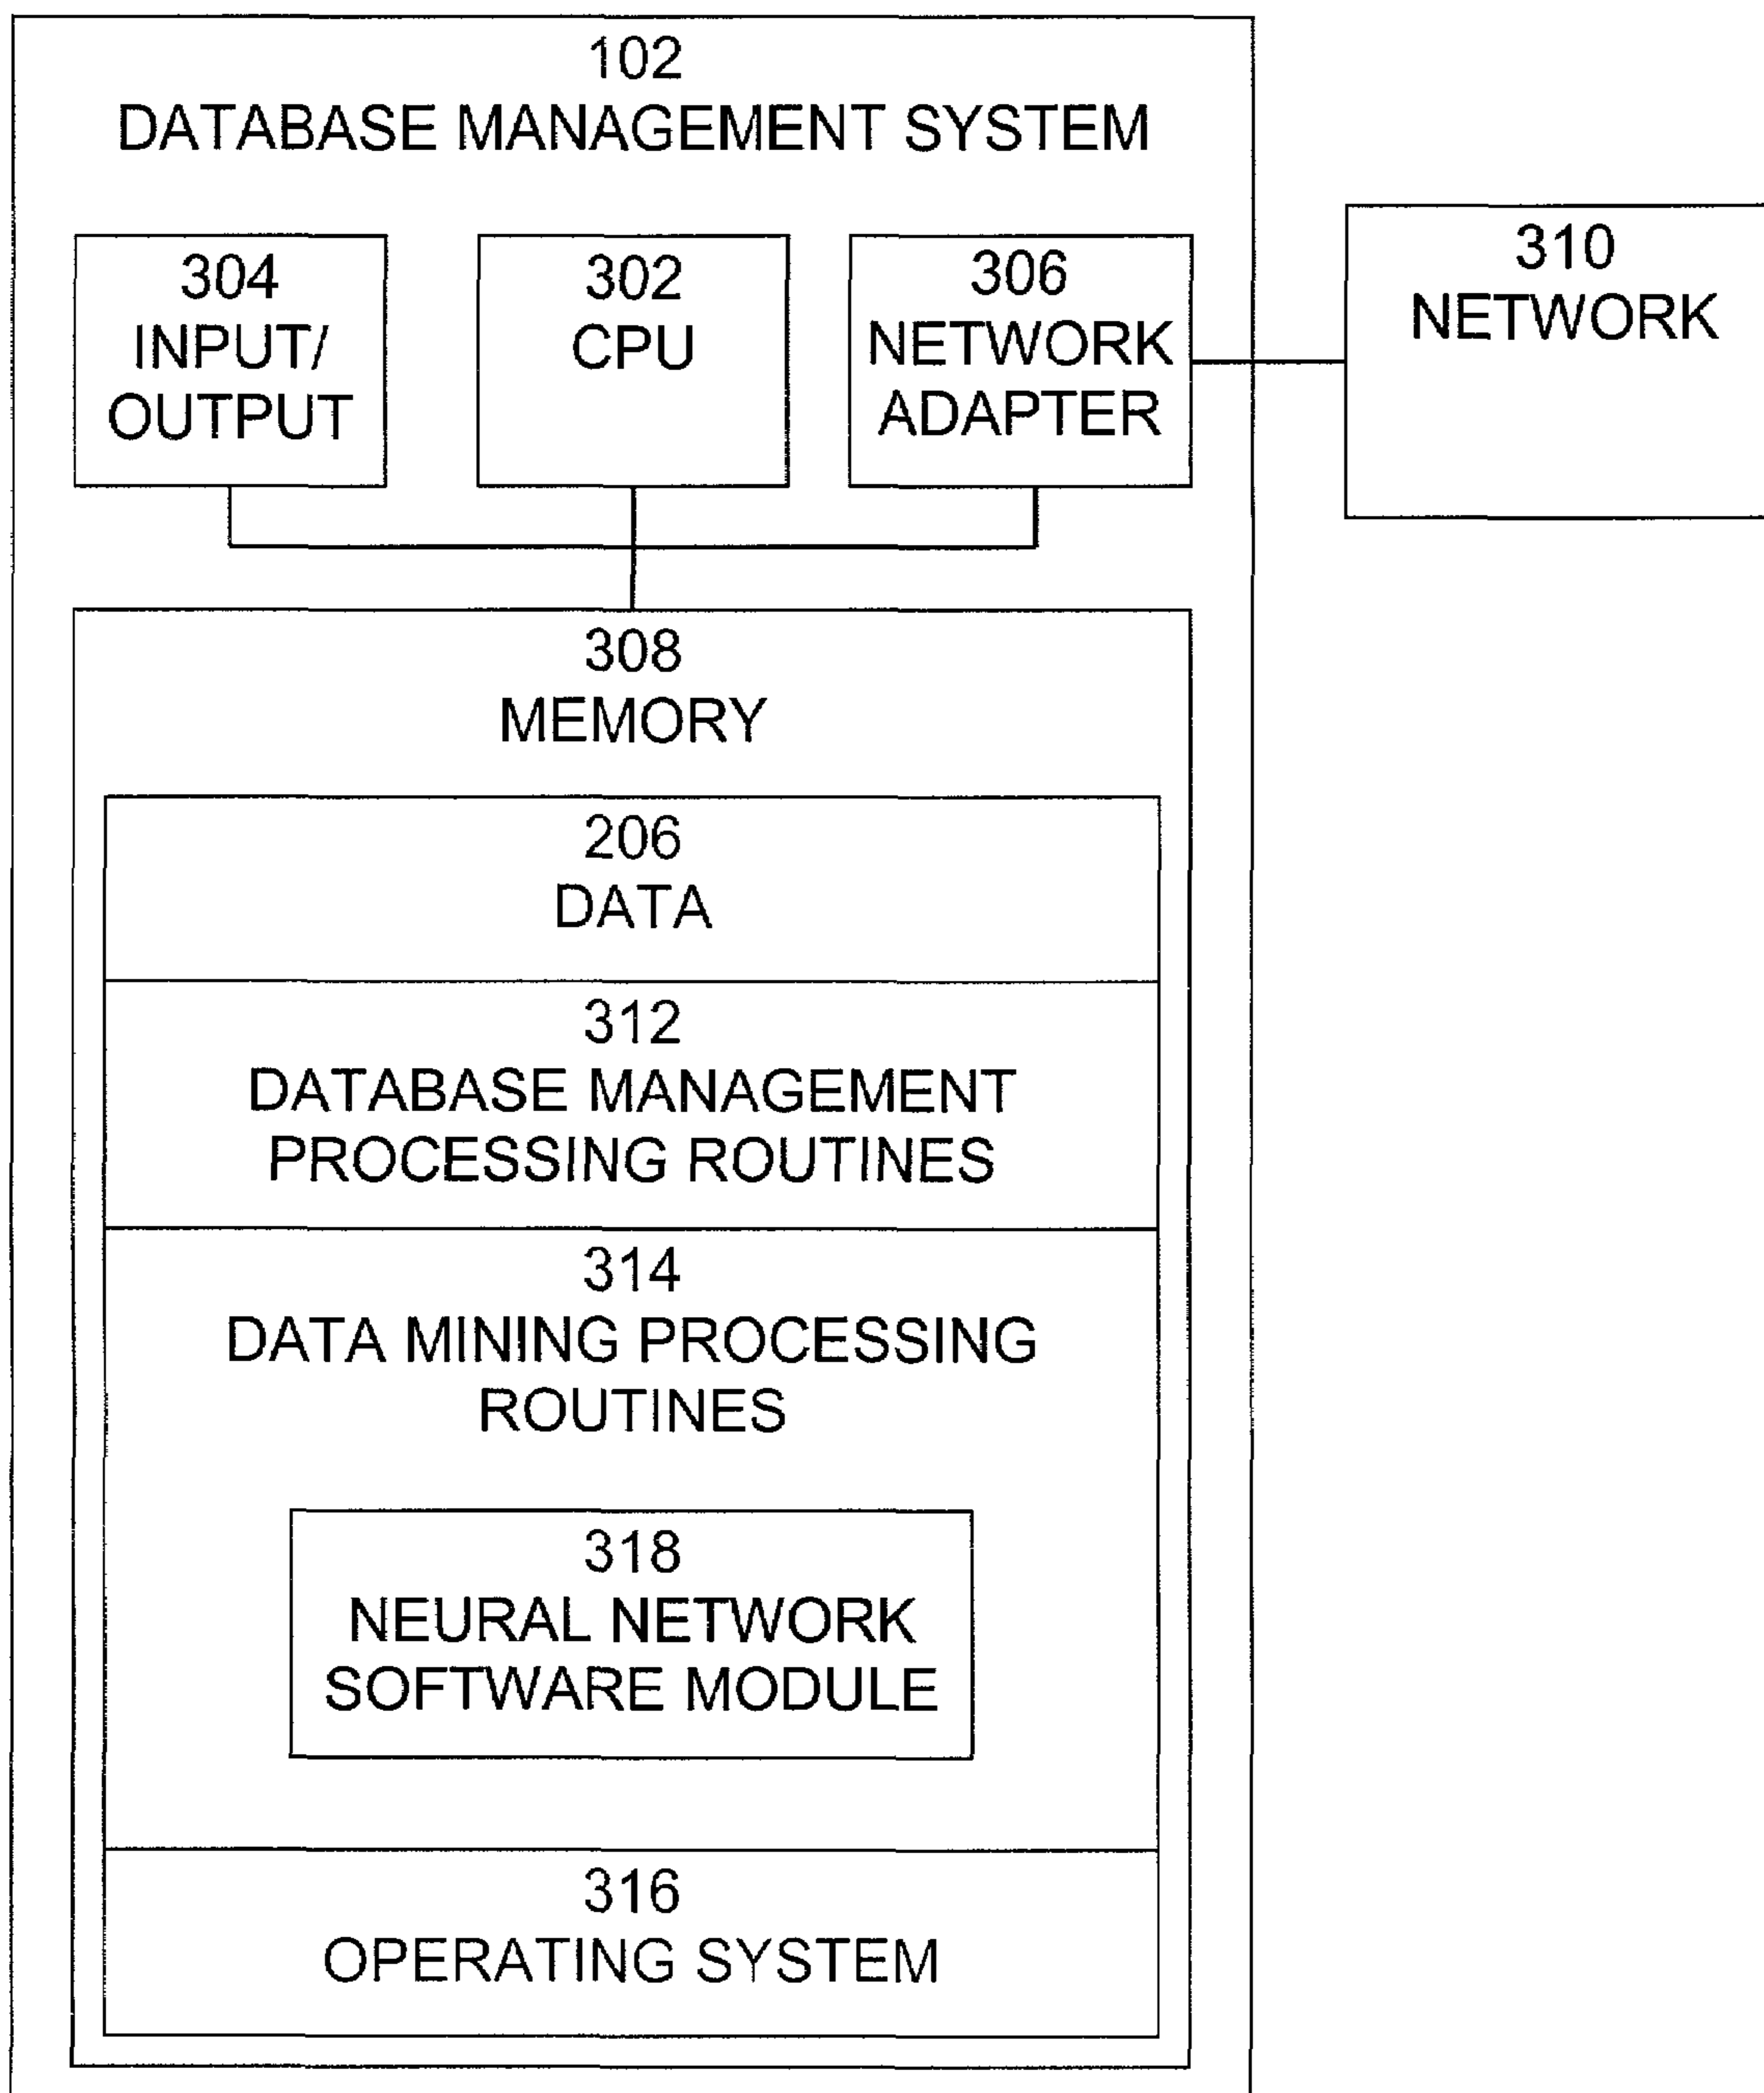 102
DATABASE MANAGEMENT SYSTEM
304
INPUT/
OUTPUT
302
CPU
306
NETWORK
ADAPTER
310
NETWORK
308
MEMORY
206
DATA
312
DATABASE MANAGEMENT
PROCESSING ROUTINES
314
DATA MINING PROCESSING
ROUTINES
318
NEURAL NETWORK
SOFTWARE MODULE
316
OPERATING SYSTEM